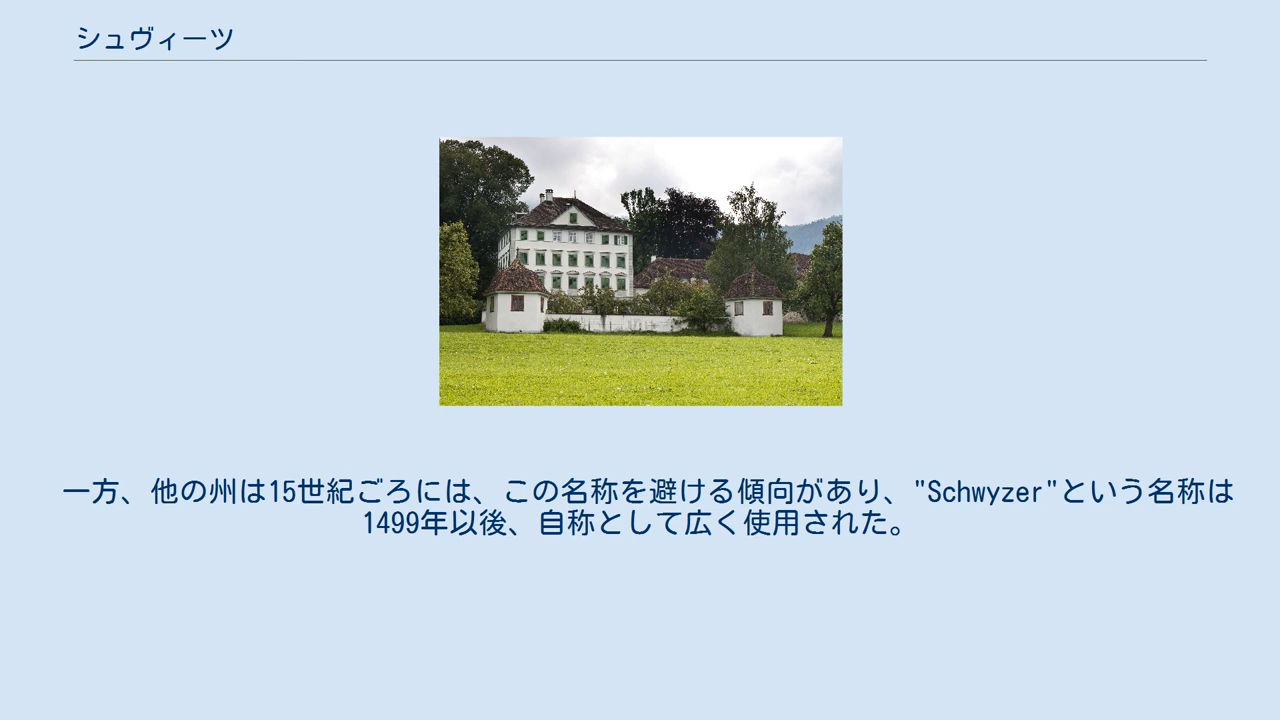 シュヴィーツ
一方、他の州は15世紀ごろには、この名称を避ける傾向があり、"Schwyzer"という名称は
1499年以後、自称として広く使用された。